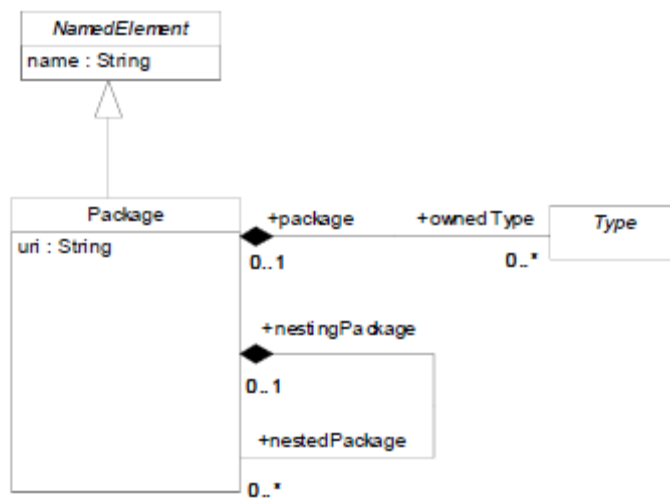 NamedElement
name : String
Package
uri : String
+package
+ownedType
Type
0..1
0..*
+nestingPackage
0..1
+nestedPackage
0..*